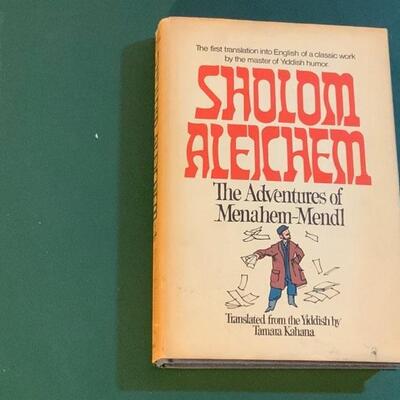 The first translation into English of a classic work
by the master of Yiddish humor.
SHOLOM
ALEICHEM
The Adventures of
Menahem-Mendl
Translated from the Yiddish by
Tamara Kahana